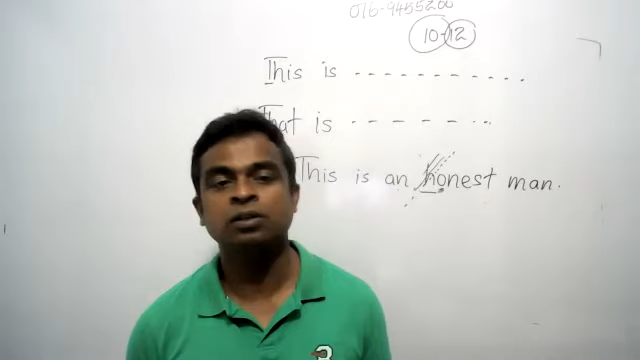 016-9455200
10-12
This is ------------
That is ------
This is an honest man.